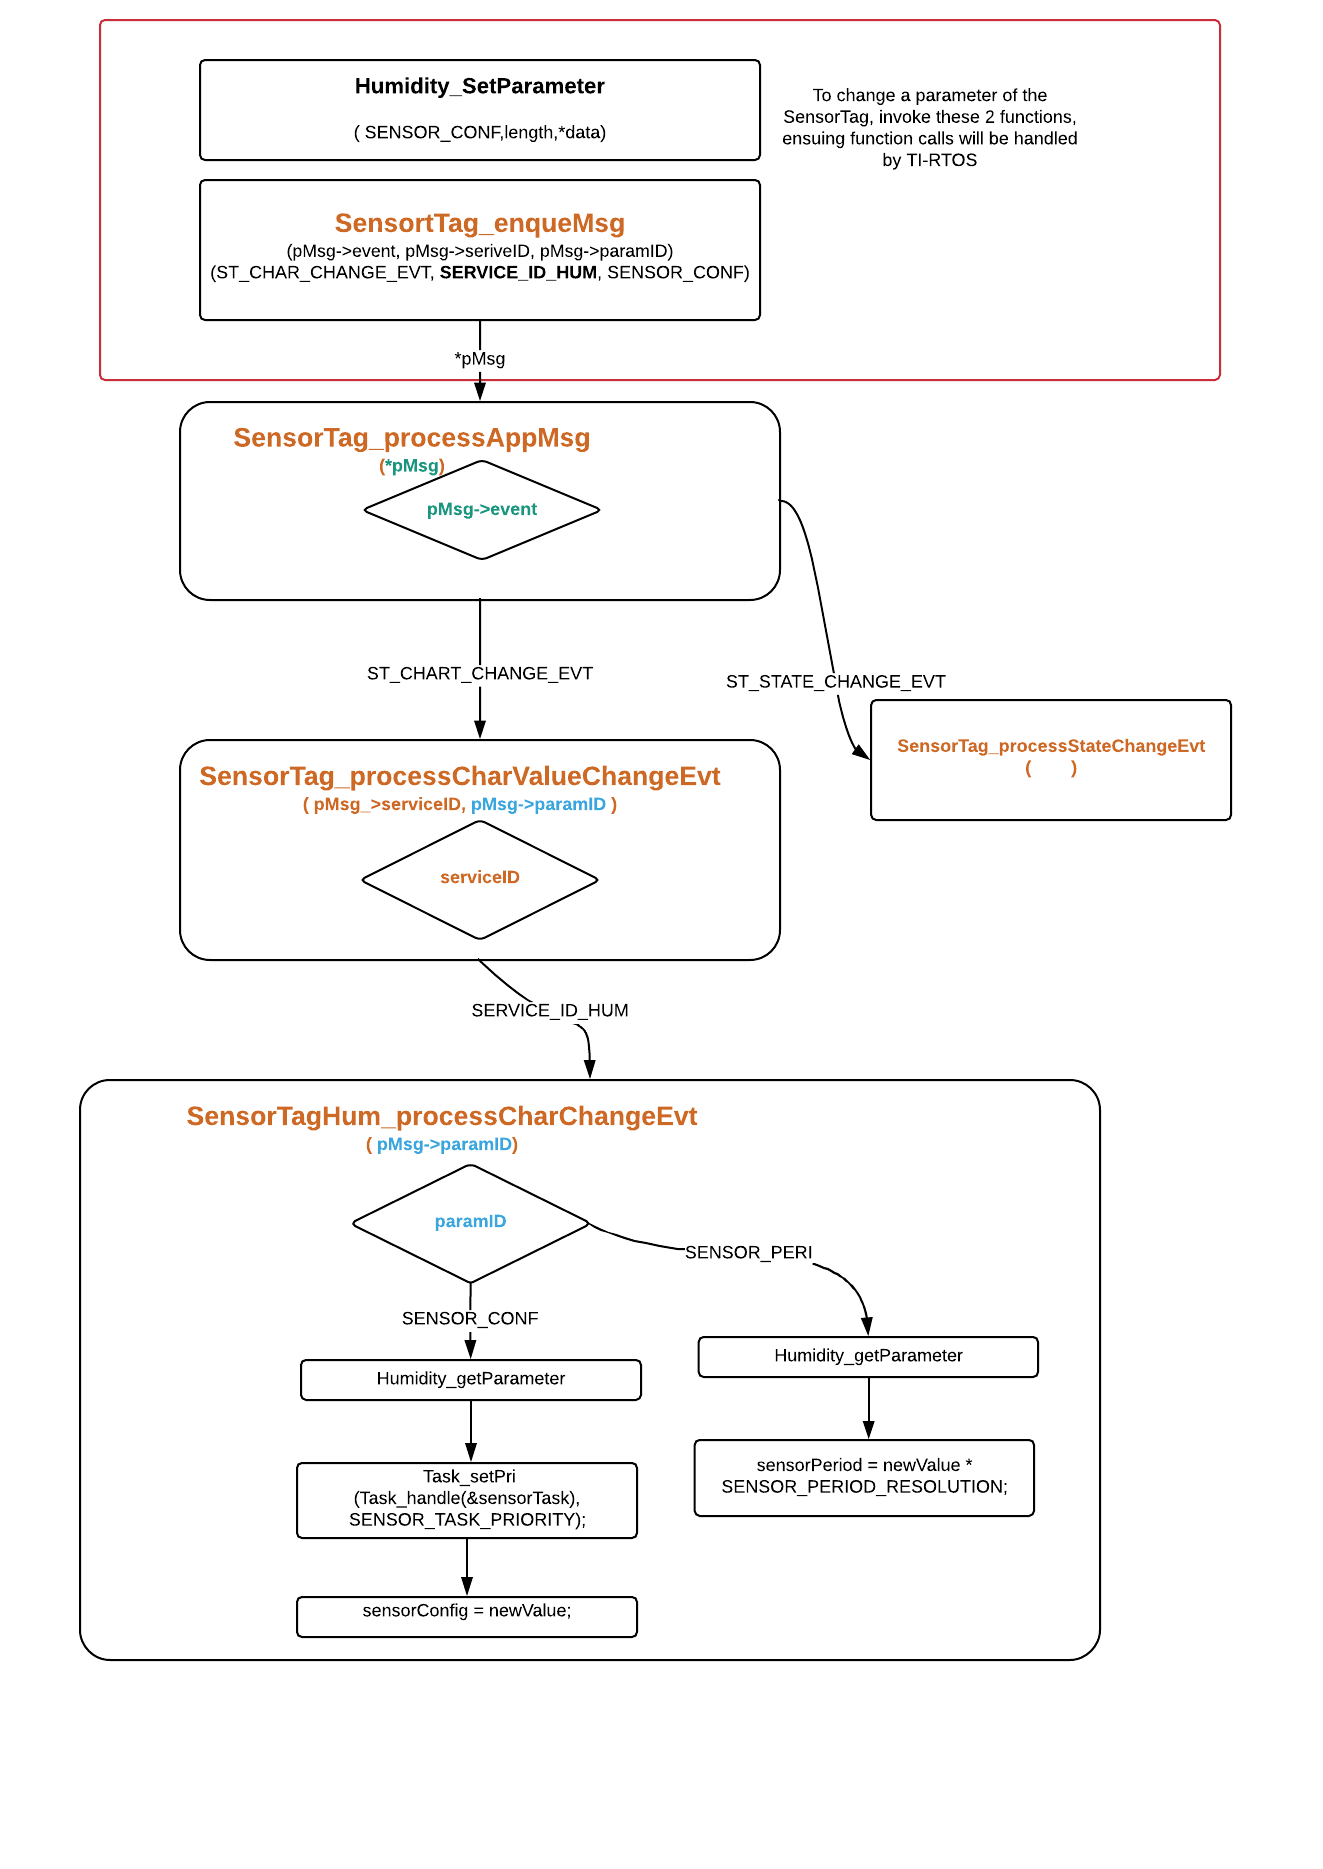 Humidity_SetParameter
( SENSOR_CONF,length,*data)
To change a parameter of the
SensorTag, invoke these 2 functions,
ensuing function calls will be handled
by TI-RTOS
SensortTag_enqueMsg
(pMsg->event, pMsg->seriveID, pMsg->paramID)
(ST_CHAR_CHANGE_EVT, SERVICE_ID_HUM, SENSOR_CONF)
*pMsg
SensorTag_processAppMsg
(*pMsg)
pMsg->event
ST_CHART_CHANGE_EVT
ST_STATE_CHANGE_EVT
SensorTag_processStateChangeEvt
( )
SensorTag_processCharValueChangeEvt
( pMsg_>serviceID, pMsg->paramID )
serviceID
SERVICE_ID_HUM
SensorTagHum_processCharChangeEvt
( pMsg->paramID)
paramID
SENSOR_PERI
SENSOR_CONF
Humidity_getParameter
Humidity_getParameter
Task_setPri
(Task_handle(&sensorTask),
SENSOR_TASK_PRIORITY);
sensorPeriod = newValue *
SENSOR_PERIOD_RESOLUTION;
sensorConfig = newValue;